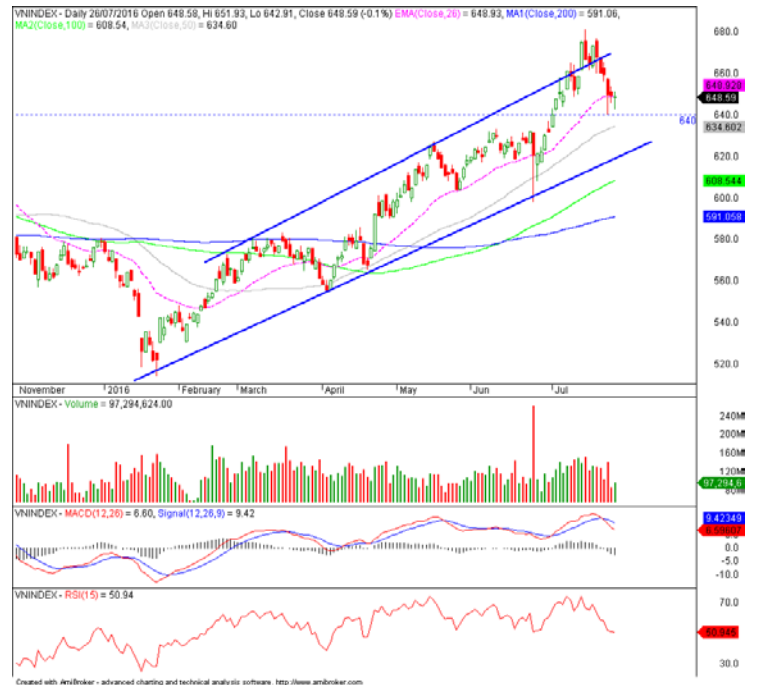 VNINDEX - Daily 26/07/2016 Open 648.58, Hi 651.93, Lo 642.91, Close 648.59 (-0.1%) EMA(Close,26) = 648.93, MA1(Close,200) = 591.06,
MA2(Close,100) = 608.54, MA3(Close,50) = 634.60
680.0
660.0
648.928
648.59
640.0
640
634.602
620.0
608.544
600.0
591.058
580.0
560.0
540.0
520.0
November 2016 February March April May Jun Jul
VNINDEX - Volume = 97,294,624.00
240M
200M
160M
120M
97,294,6
80M
VNINDEX - MACD(12,26) = 6.60, Signal(12,26,9) = 9.42
9.42349
0.0
-5.0
-10.0
VNINDEX - RSI(15) = 50.94
70.0
50.945
30.0
Created with AmiBroker - advanced charting and technical analysis software. http://www.amibroker.com